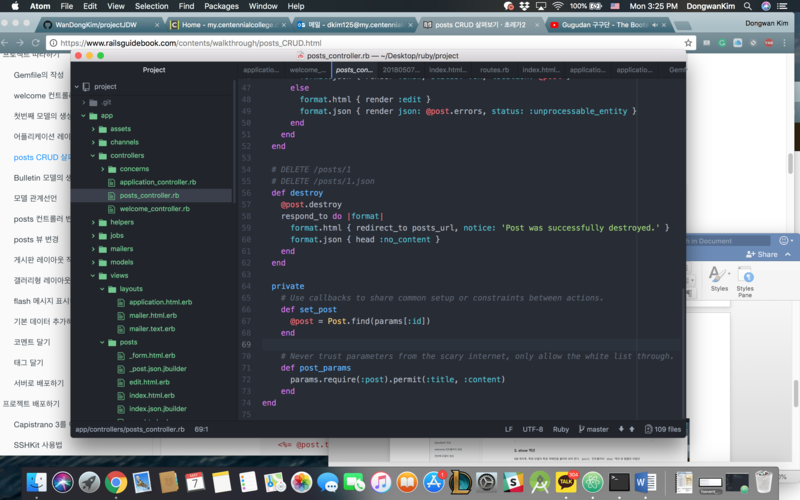 Atom File Edit View Selection Find Packages Window Help
100% Mon 3:25 PM DongwanKim
Dongwan Kim
WanDongKim/projectJDW
Home - my.centennialcollege.
메일 - dkim125@my.centennia
posts CRUD 살펴보기 · 초레가2
Gugudan 구구단 - The Boots
https://www.railsguidebook.com/contents/walkthrough/posts_CRUD.html
posts_controller.rb — ~/Desktop/ruby/project
Project
application_
welcome_
posts_co...
20180507...
index.html...
routes.rb
index.html...
application...
application...
Gemf
project
.git
app
assets
channels
controllers
concerns
application_controller.rb
posts_controller.rb
welcome_controller.rb
helpers
jobs
mailers
models
views
layouts
application.html.erb
mailer.html.erb
mailer.text.erb
posts
_form.html.erb
_post.json.jbuilder
edit.html.erb
index.html.erb
index.json.jbuilder
47 else
48 format.html { render :edit }
49 format.json { render json: @post.errors, status: :unprocessable_entity }
50 end
51 end
52 end
53
54 # DELETE /posts/1
55 # DELETE /posts/1.json
56 def destroy
57 @post.destroy
58 respond_to do |format|
59 format.html { redirect_to posts_url, notice: 'Post was successfully destroyed.' }
60 format.json { head :no_content }
61 end
62 end
63
64 private
65 # Use callbacks to share common setup or constraints between actions.
66 def set_post
67 @post = Post.find(params[:id])
68 end
69
70 # Never trust parameters from the scary internet, only allow the white list through.
71 def post_params
72 params.require(:post).permit(:title, :content)
73 end
74 end
75
app/controllers/posts_controller.rb 69:1
LF UTF-8 Ruby master 109 files
프로젝트 따라하기
Gemfile의 작성
welcome 컨트롤러
첫번째 모델의 생성
어플리케이션 레이아
posts CRUD 살펴
Bulletin 모델의 생
모델 관계선언
posts 컨트롤러 변
posts 뷰 변경
게시판 레이아웃 작
갤러리형 레이아웃
flash 메시지 표시
기본 데이터 추가하
코멘트 달기
태그 달기
서버로 배포하기
프로젝트 배포하기
Capistrano 3를
SSHKit 사용법
<%= @post.t
ch in Document
Share
Styles
Styles Pane